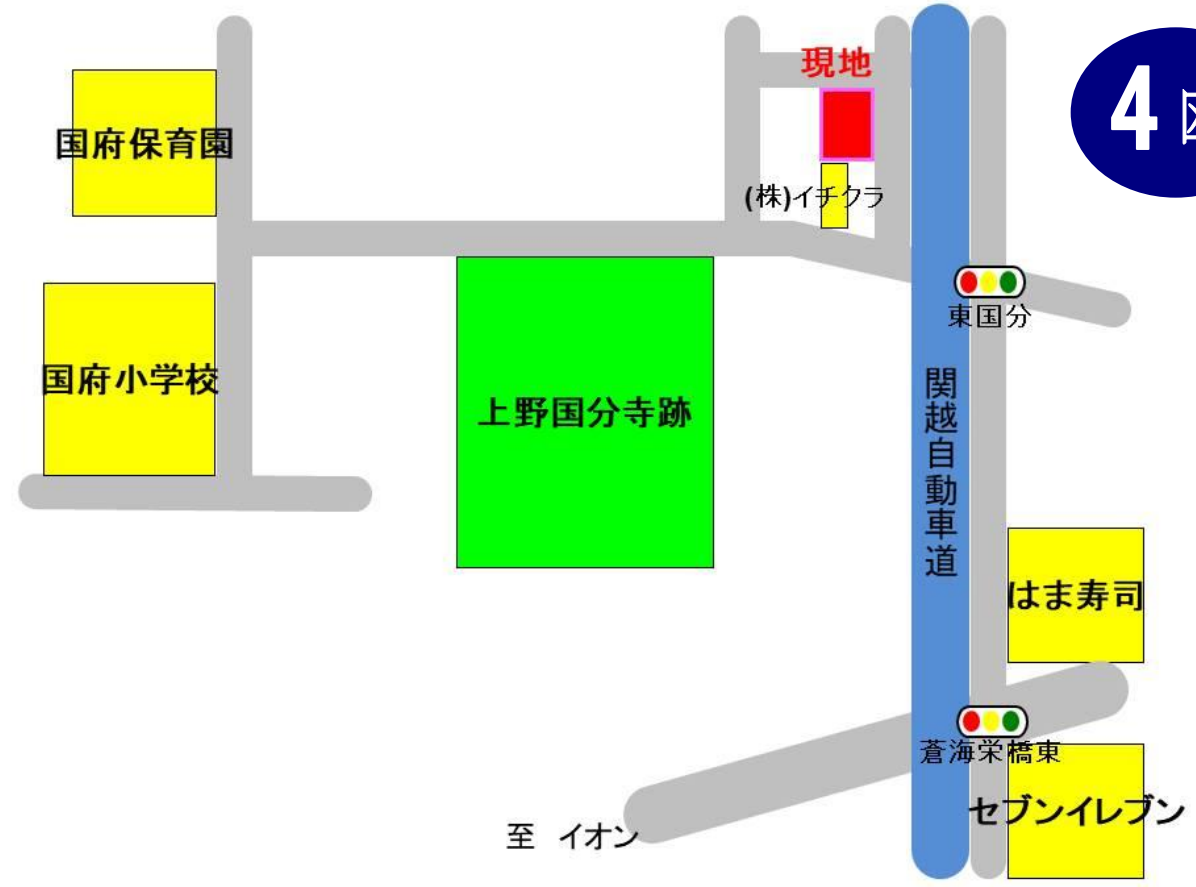 現地
4
国府保育園
(株)イチクラ
東国分
国府小学校
上野国分寺跡
関越自動車道
はま寿司
蒼海栄橋東
セブンイレブン
至 イオン